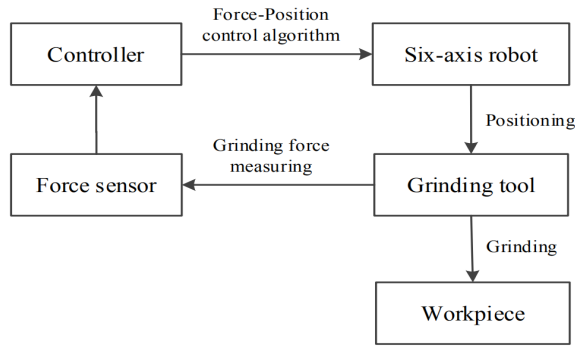 Force-Position
control algorithm
Controller
Six-axis robot
Positioning
Grinding force
measuring
Force sensor
Grinding tool
Grinding
Workpiece